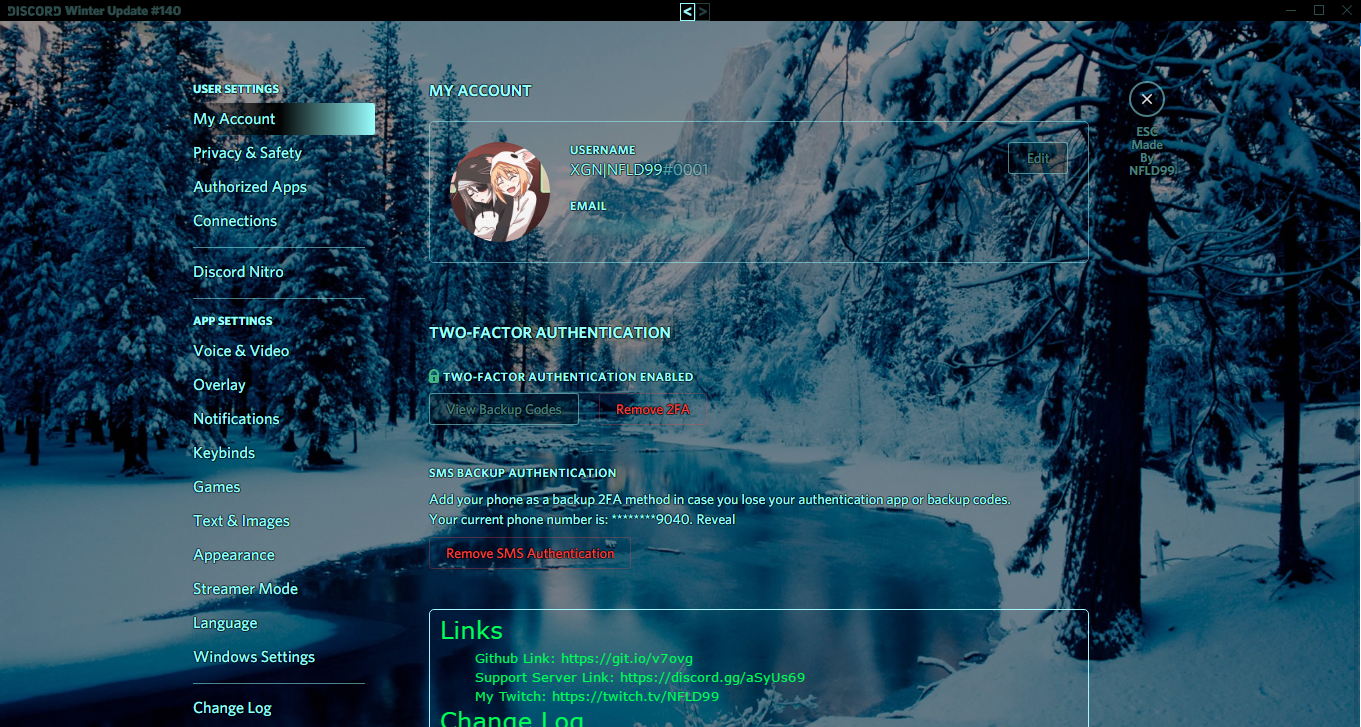 DISCORD Winter Update #140
< >
USER SETTINGS
My Account
Privacy & Safety
Authorized Apps
Connections
Discord Nitro
APP SETTINGS
Voice & Video
Overlay
Notifications
Keybinds
Games
Text & Images
Appearance
Streamer Mode
Language
Windows Settings
Change Log
MY ACCOUNT
USERNAME
XGN|NFLD99#0001
EMAIL
Edit
TWO-FACTOR AUTHENTICATION
TWO-FACTOR AUTHENTICATION ENABLED
View Backup Codes
Remove 2FA
SMS BACKUP AUTHENTICATION
Add your phone as a backup 2FA method in case you lose your authentication app or backup codes.
Your current phone number is: ********9040. Reveal
Remove SMS Authentication
Links
Github Link: https://git.io/v7ovg
Support Server Link: https://discord.gg/aSyUs69
My Twitch: https://twitch.tv/NFLD99
Change Log
ESC
Made
By
NFLD99